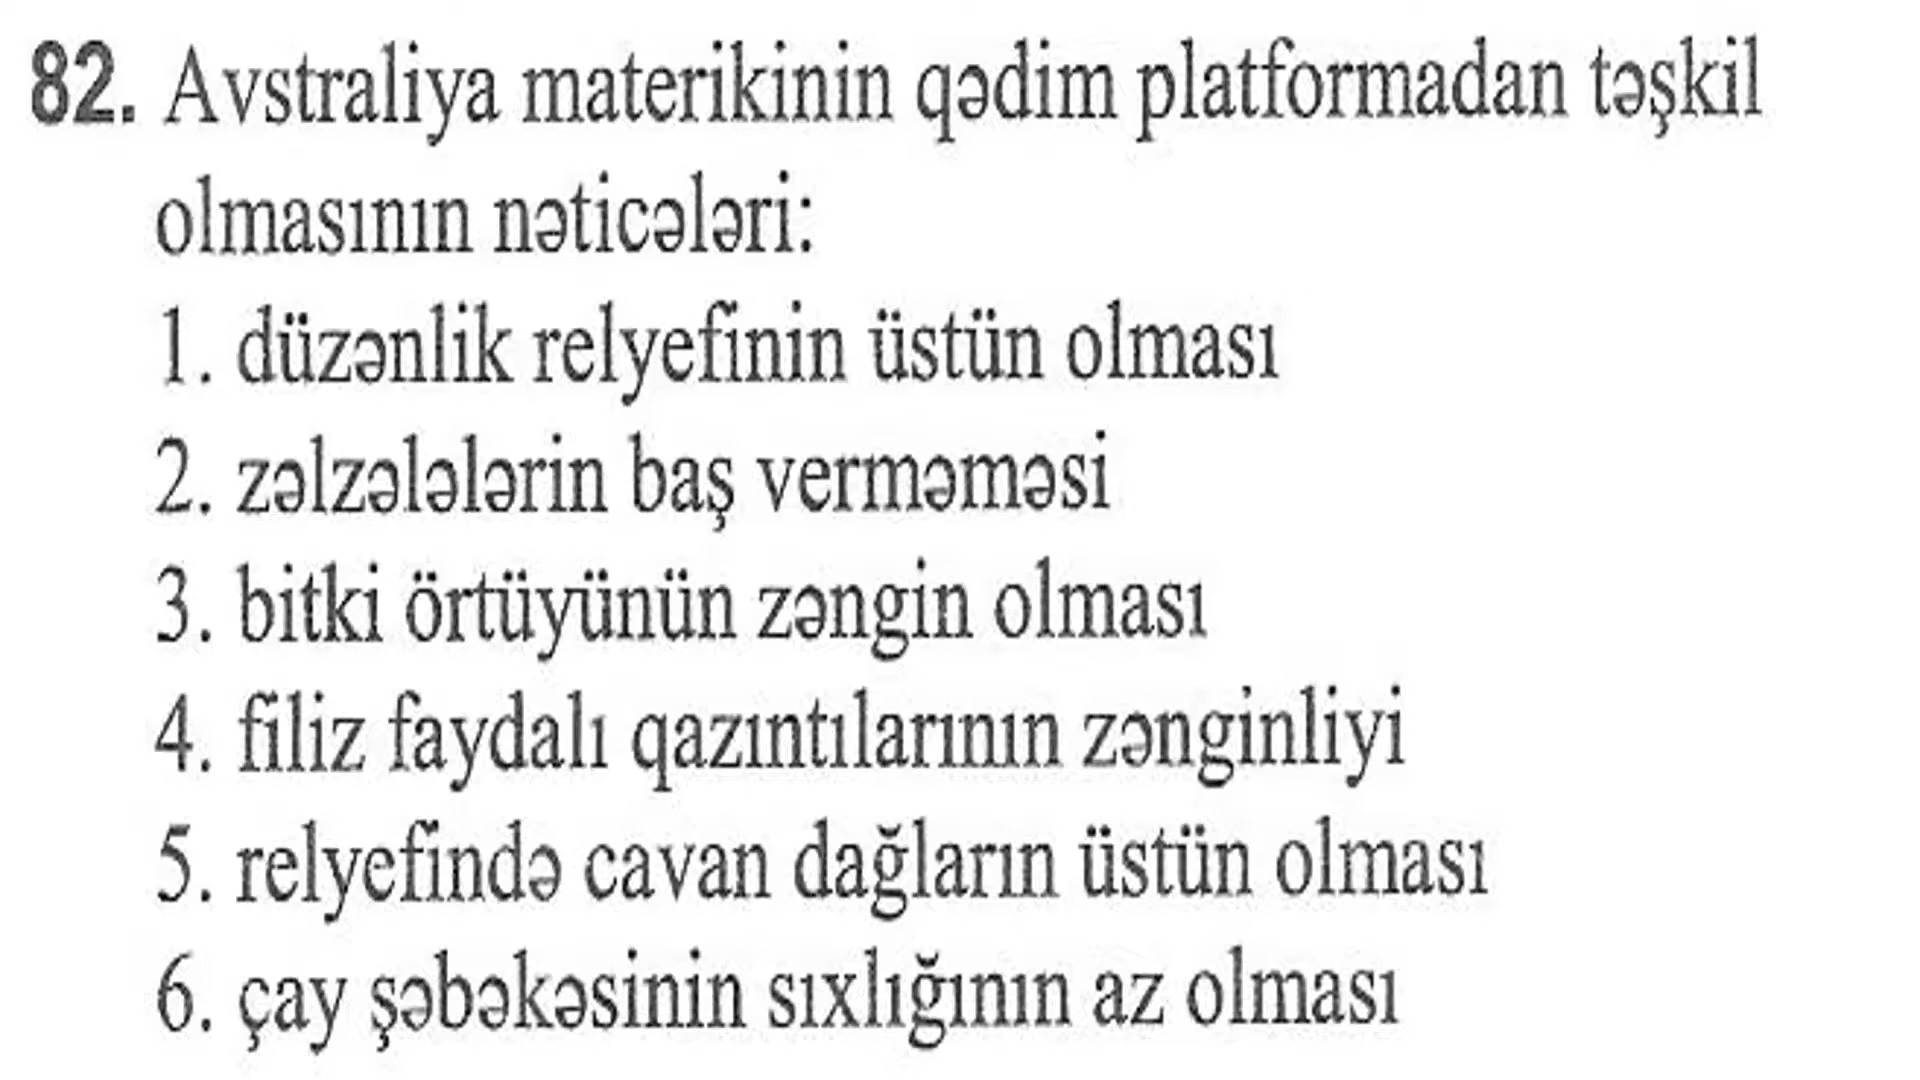 82. Avstraliya materikinin qədim platformadan təşkil
olmasının nəticələri:
1. düzənlik relyefinin üstün olması
2. zəlzələlərin baş verməməsi
3. bitki örtüyünün zəngin olması
4. filiz faydalı qazıntılarının zənginliyi
5. relyefində cavan dağların üstün olması
6. çay şəbəkəsinin sıxlığının az olması